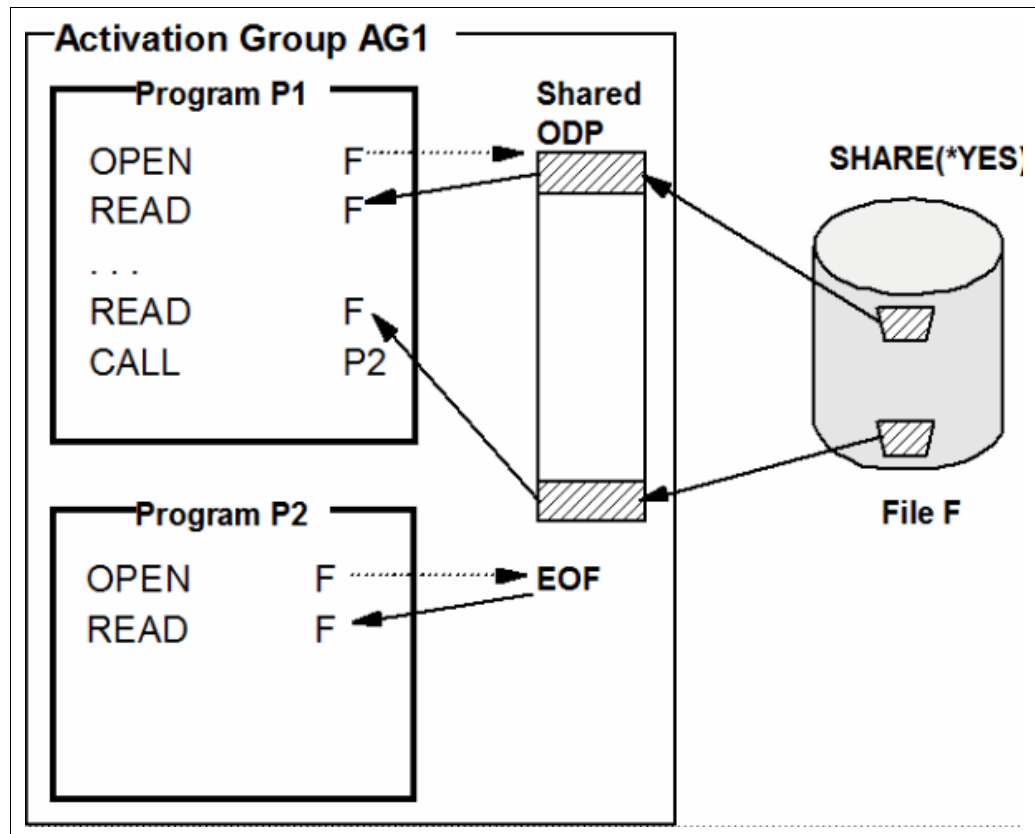 Activation Group AG1
Program P1
OPEN F
READ F
. . .
READ F
CALL P2
Shared
ODP
SHARE(*YES)
File F
Program P2
OPEN F
READ F
EOF